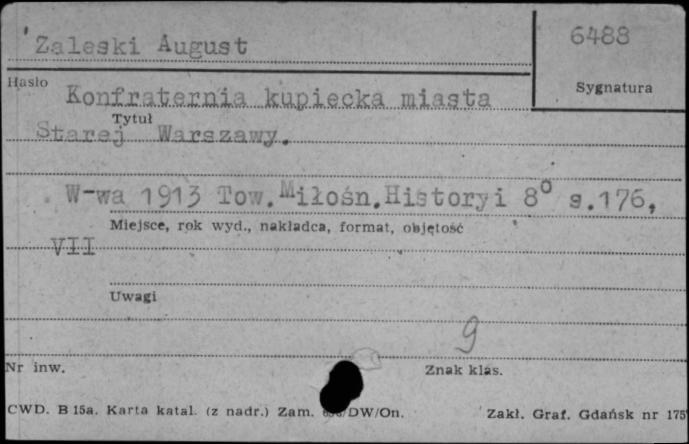 Zaleski August
6488
Hasło
Sygnatura
Konfraternia kupiecka miasta
Tytuł
Starej Warszawy.
W-wa 1913 Tow. Miłośn. Historyi 8° s.176,
Miejsce, rok wyd., nakładca, format, objętość
VII
Uwagi
9
Nr inw.
Znak klas.
CWD. B 15a. Karta katal. (z nadr.) Zam. /DW/On.
Zakł. Graf. Gdańsk nr 175